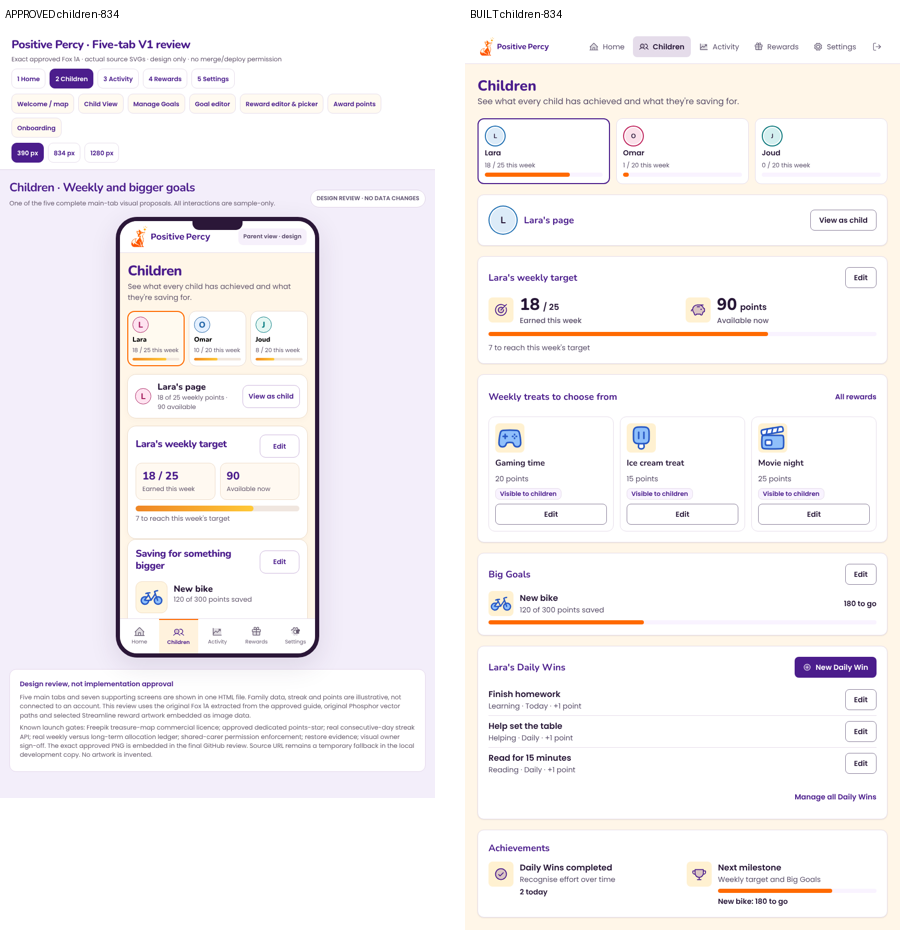 APPROVED children-834
Positive Percy · Five-tab V1 review
Exact approved Fox 1A · actual source SVGs · design only · no merge/deploy permission
1 Home
2 Children
3 Activity
4 Rewards
5 Settings
Welcome / map
Child View
Manage Goals
Goal editor
Reward editor & picker
Award points
Onboarding
390 px
834 px
1280 px
Children · Weekly and bigger goals
One of the five complete main-tab visual proposals. All interactions are sample-only.
DESIGN REVIEW · NO DATA CHANGES
Positive Percy
Parent view · design
Children
See what every child has achieved and what
they're saving for.
L
Lara
18 / 25 this week
O
Omar
10 / 20 this week
J
Joud
8 / 20 this week
L
Lara's page
18 of 25 weekly points ·
90 available
View as child
Lara's weekly target
Edit
18 / 25
Earned this week
90
Available now
7 to reach this week's target
Saving for something
bigger
Edit
New bike
120 of 300 points saved
Home
Children
Activity
Rewards
Settings
Design review, not implementation approval
Five main tabs and seven supporting screens are shown in one HTML file. Family data, streak and points are illustrative, not
connected to an account. This review uses the original Fox 1A extracted from the approved guide, original Phosphor vector
paths and selected Streamline reward artwork embedded as image data.
Known launch gates: Freepik treasure-map commercial licence; approved dedicated points-star; real consecutive-day streak
API; real weekly versus long-term allocation ledger; shared-carer permission enforcement; restore evidence; visual owner
sign-off. The exact approved PNG is embedded in the final GitHub review. Source URL remains a temporary fallback in the local
development copy. No artwork is invented.
BUILT children-834
Positive Percy
Home
Children
Activity
Rewards
Settings
Children
See what every child has achieved and what they're saving for.
L
Lara
18 / 25 this week
O
Omar
1 / 20 this week
J
Joud
0 / 20 this week
L
Lara's page
View as child
Lara's weekly target
Edit
18 / 25
Earned this week
90 points
Available now
7 to reach this week's target
Weekly treats to choose from
All rewards
Gaming time
20 points
Visible to children
Edit
Ice cream treat
15 points
Visible to children
Edit
Movie night
25 points
Visible to children
Edit
Big Goals
Edit
New bike
120 of 300 points saved
180 to go
Lara's Daily Wins
New Daily Win
Finish homework
Learning · Today · +1 point
Edit
Help set the table
Helping · Daily · +1 point
Edit
Read for 15 minutes
Reading · Daily · +1 point
Edit
Manage all Daily Wins
Achievements
Daily Wins completed
Recognise effort over time
2 today
Next milestone
Weekly target and Big Goals
New bike: 180 to go